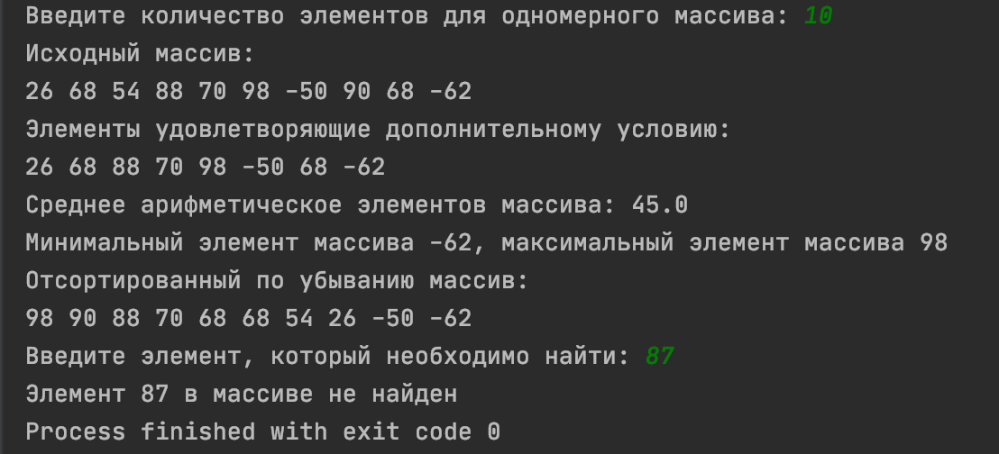 Введите количество элементов для одномерного массива: 10
Исходный массив:
26 68 54 88 70 98 -50 90 68 -62
Элементы удовлетворяющие дополнительному условию:
26 68 88 70 98 -50 68 -62
Среднее арифметическое элементов массива: 45.0
Минимальный элемент массива -62, максимальный элемент массива 98
Отсортированный по убыванию массив:
98 90 88 70 68 68 54 26 -50 -62
Введите элемент, который необходимо найти: 87
Элемент 87 в массиве не найден
Process finished with exit code 0